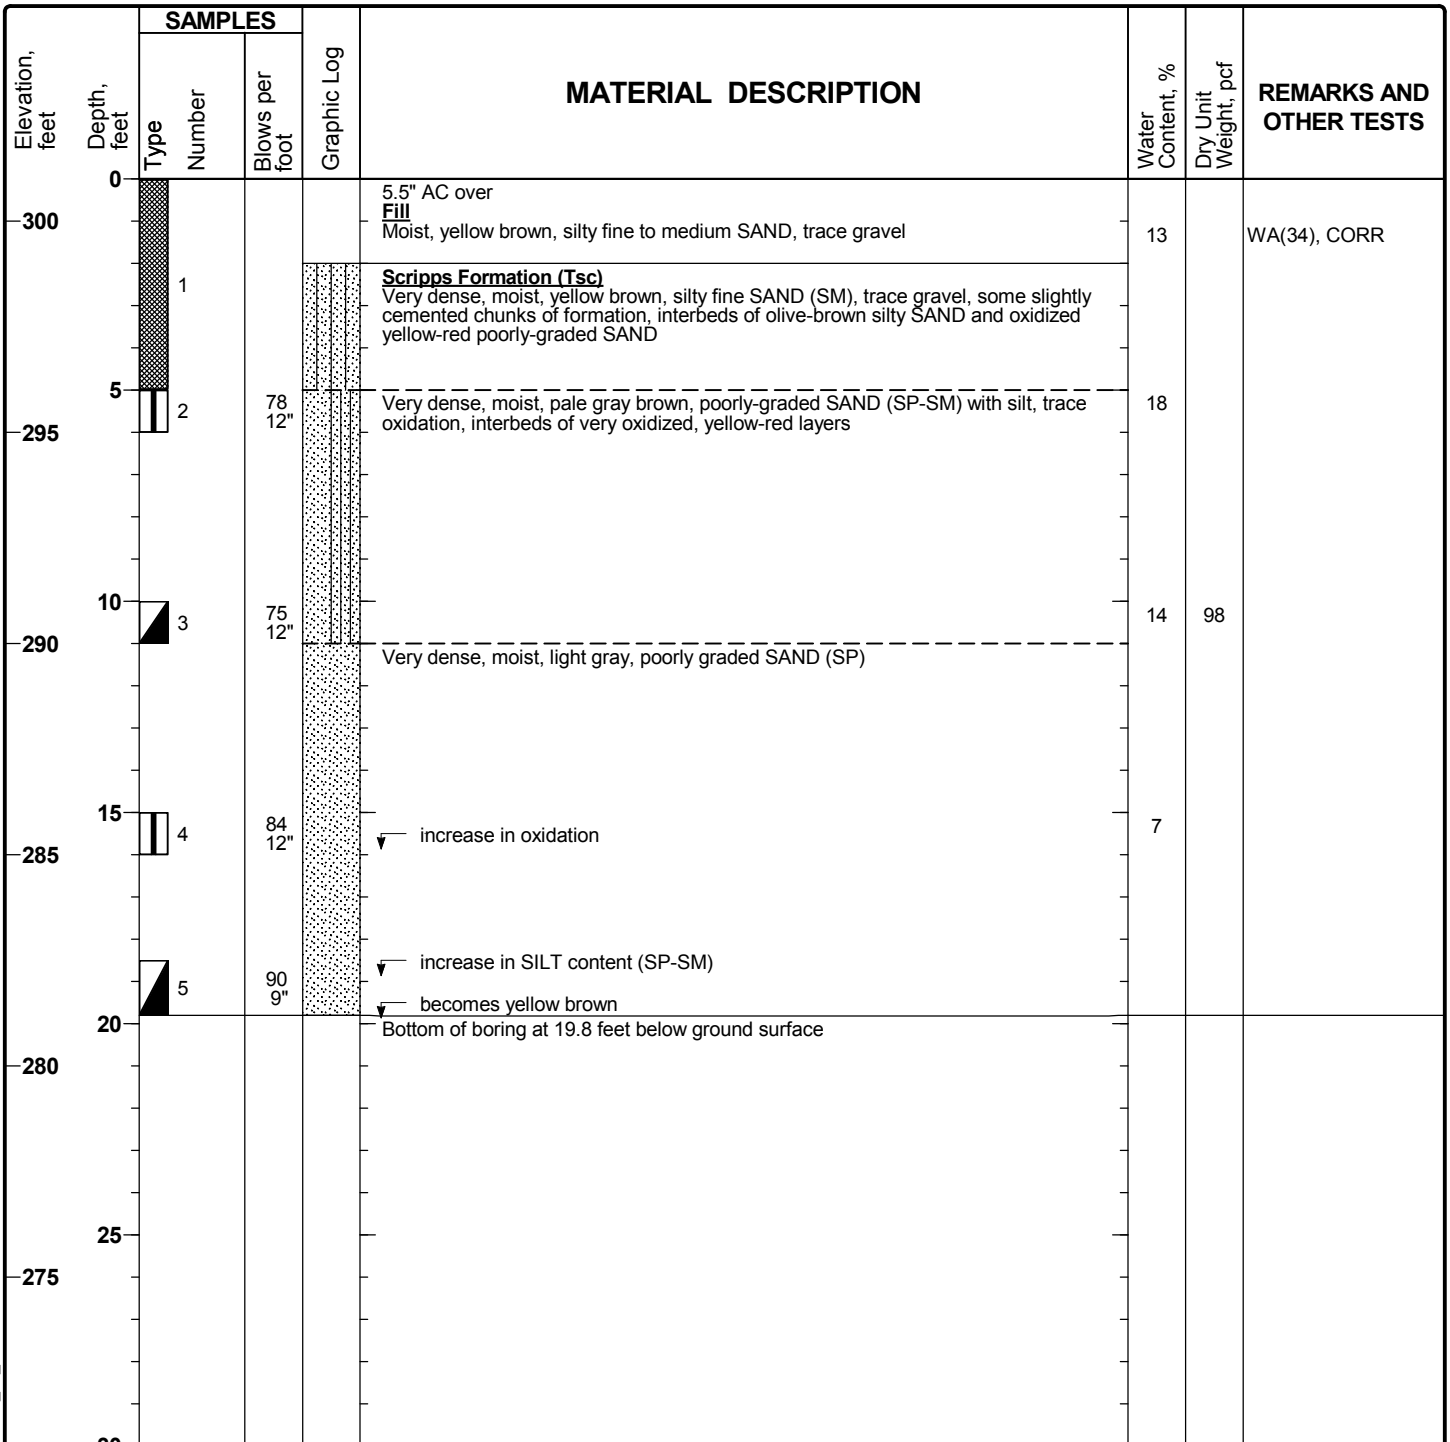 SAMPLES
Elevation,
feet
Depth,
feet
Type
Number
Blows per
foot
Graphic Log
MATERIAL DESCRIPTION
Water
Content, %
Dry Unit
Weight, pcf
REMARKS AND
OTHER TESTS
0
5.5" AC over
300
Fill
Moist, yellow brown, silty fine to medium SAND, trace gravel
13
WA(34), CORR
1
Scripps Formation (Tsc)
Very dense, moist, yellow brown, silty fine SAND (SM), trace gravel, some slightly
cemented chunks of formation, interbeds of olive-brown silty SAND and oxidized
yellow-red poorly-graded SAND
5
2
78
12"
Very dense, moist, pale gray brown, poorly-graded SAND (SP-SM) with silt, trace
oxidation, interbeds of very oxidized, yellow-red layers
18
295
10
3
75
12"
14
98
290
Very dense, moist, light gray, poorly graded SAND (SP)
15
4
84
12"
increase in oxidation
7
285
increase in SILT content (SP-SM)
5
90
9"
becomes yellow brown
20
Bottom of boring at 19.8 feet below ground surface
280
25
275